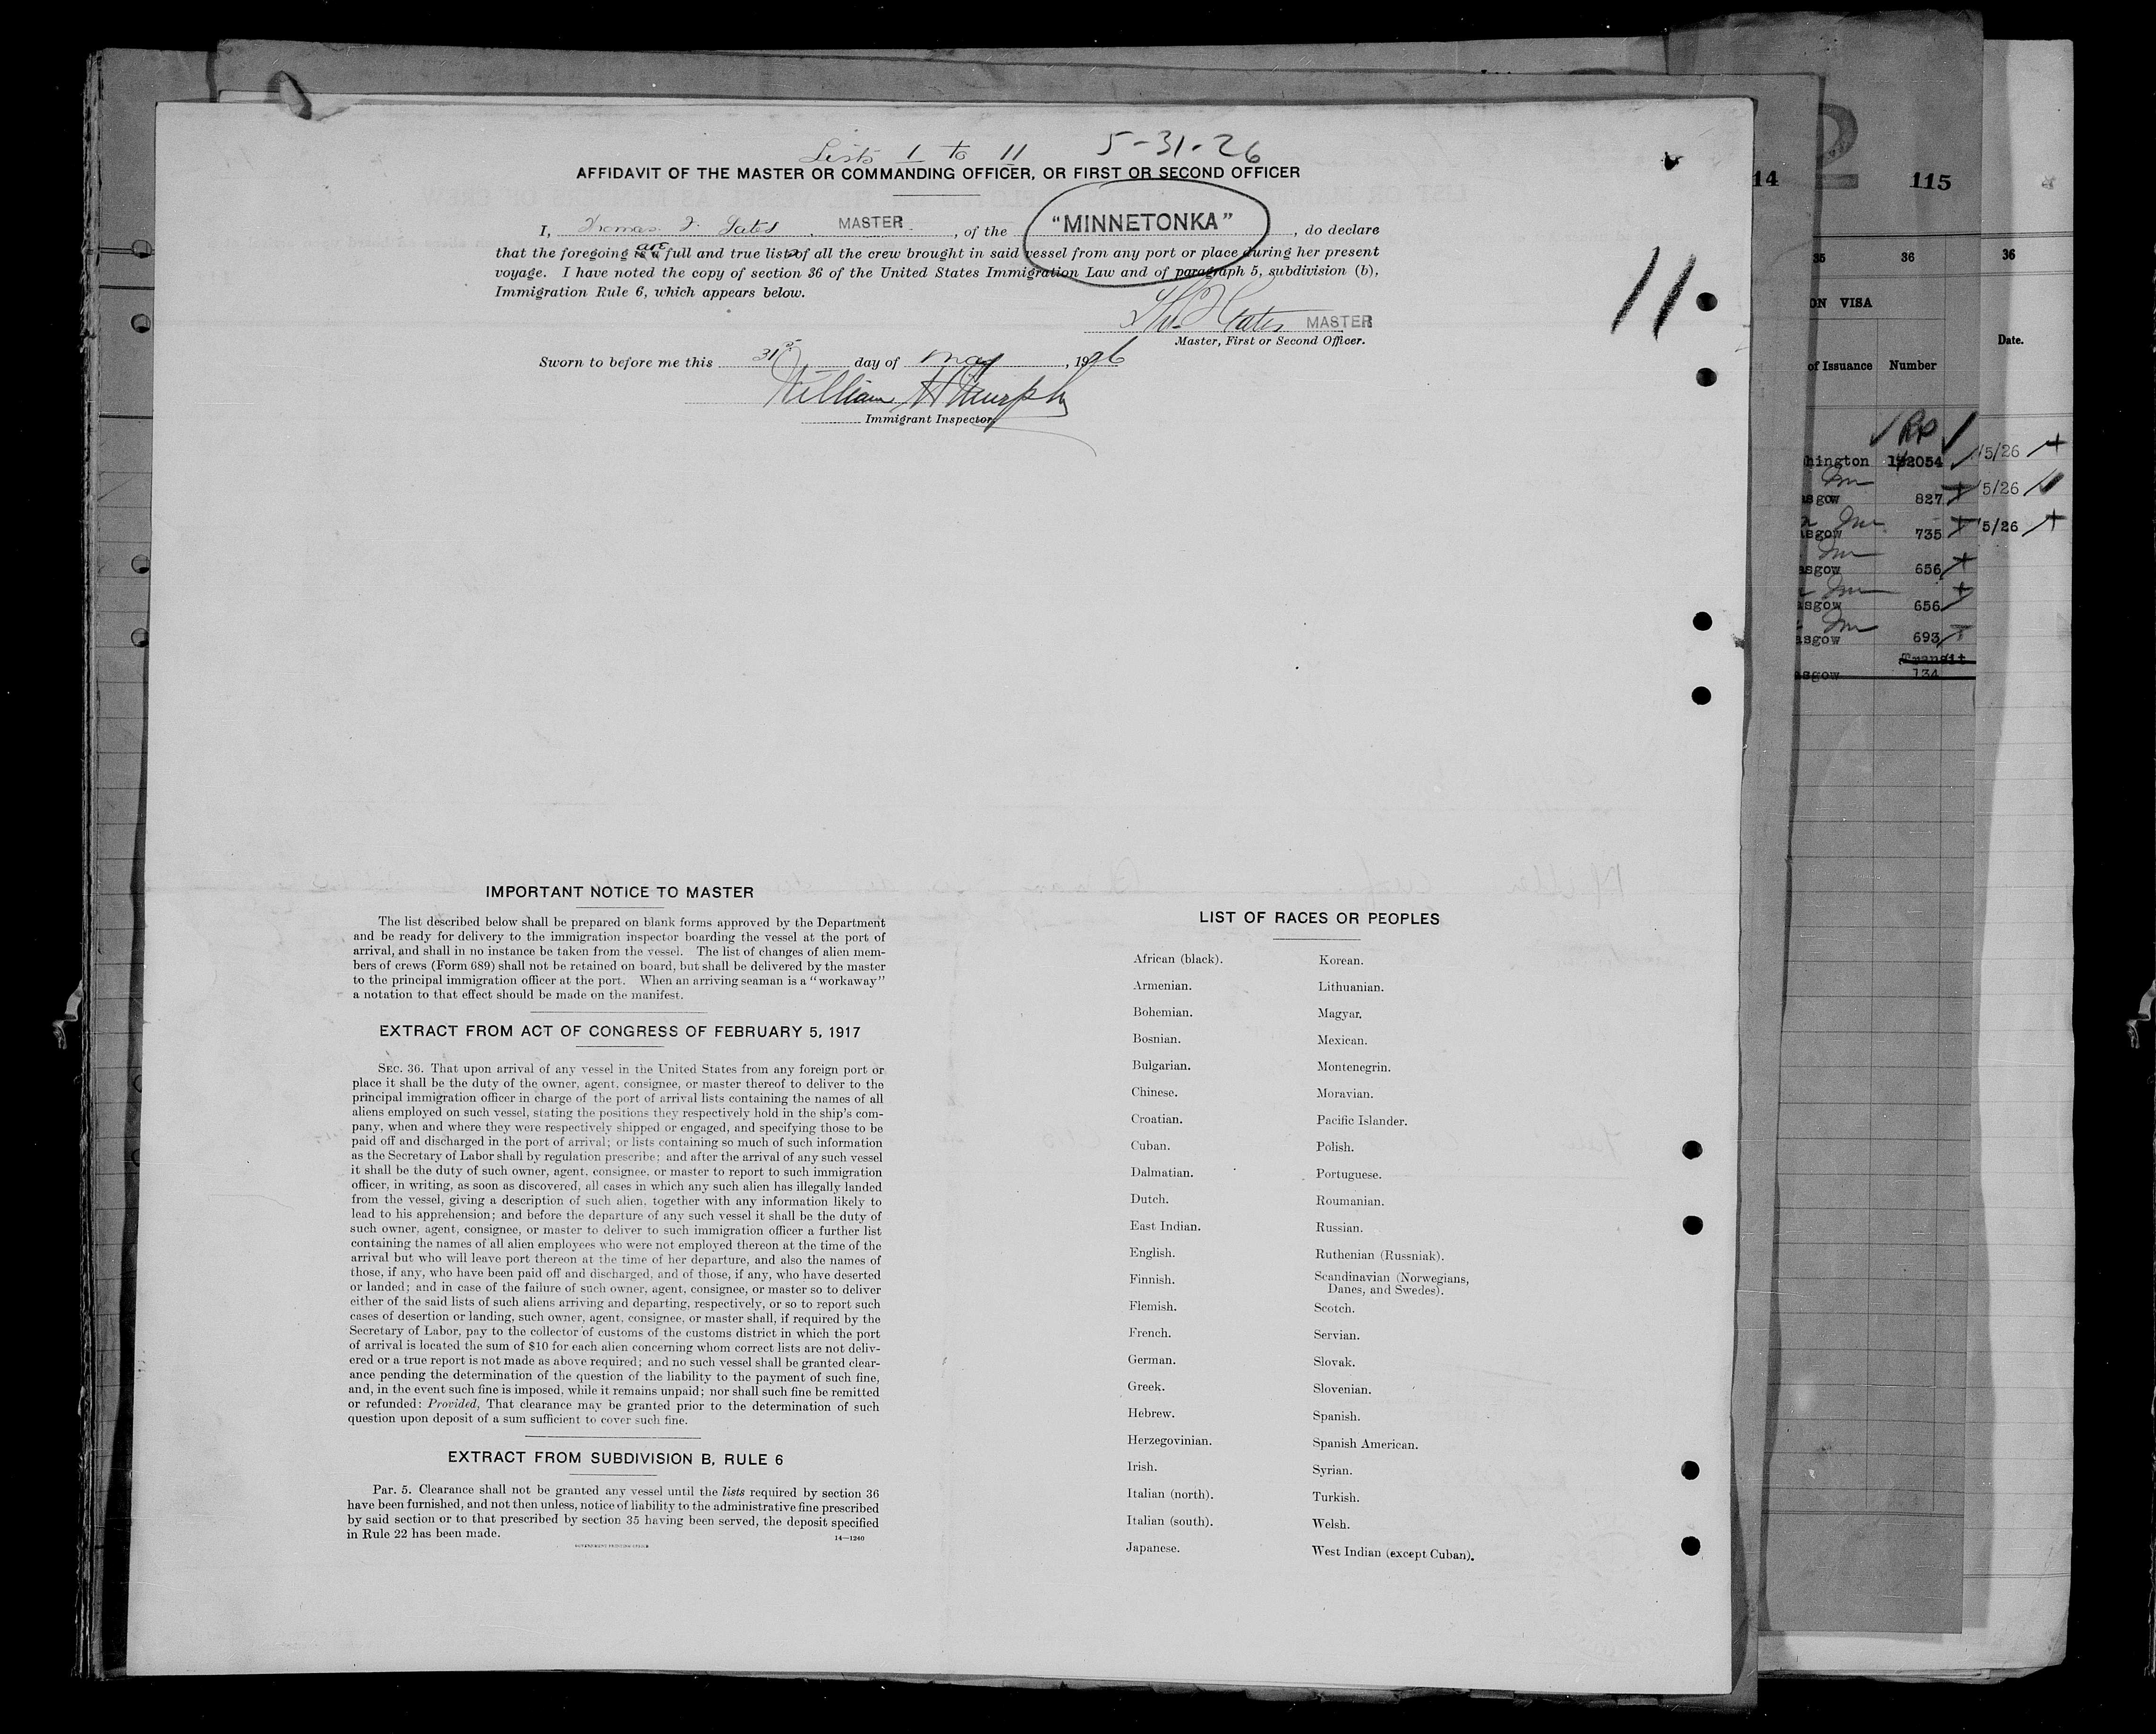 Lists 1 to 11 5-31-26
AFFIDAVIT OF THE MASTER OR COMMANDING OFFICER, OR FIRST OR SECOND OFFICER
I, Thomas F. Gates, MASTER, of the "MINNETONKA", do declare
that the foregoing are full and true lists of all the crew brought in said vessel from any port or place during her present
voyage. I have noted the copy of section 36 of the United States Immigration Law and of paragraph 5, subdivision (b),
Immigration Rule 6, which appears below.
Gates MASTER
Master, First or Second Officer.
Sworn to before me this 31st day of May, 1926
William H Murphy
Immigrant Inspector.
11
IMPORTANT NOTICE TO MASTER
The list described below shall be prepared on blank forms approved by the Department
and be ready for delivery to the immigration inspector boarding the vessel at the port of
arrival, and shall in no instance be taken from the vessel. The list of changes of alien mem-
bers of crews (Form 689) shall not be retained on board, but shall be delivered by the master
to the principal immigration officer at the port. When an arriving seaman is a "workaway"
a notation to that effect should be made on the manifest.
EXTRACT FROM ACT OF CONGRESS OF FEBRUARY 5, 1917
SEC. 36. That upon arrival of any vessel in the United States from any foreign port or
place it shall be the duty of the owner, agent, consignee, or master thereof to deliver to the
principal immigration officer in charge of the port of arrival lists containing the names of all
aliens employed on such vessel, stating the positions they respectively hold in the ship's com-
pany, when and where they were respectively shipped or engaged, and specifying those to be
paid off and discharged in the port of arrival; or lists containing so much of such information
as the Secretary of Labor shall by regulation prescribe; and after the arrival of any such vessel
it shall be the duty of such owner, agent, consignee, or master to report to such immigration
officer, in writing, as soon as discovered, all cases in which any such alien has illegally landed
from the vessel, giving a description of such alien, together with any information likely to
lead to his apprehension; and before the departure of any such vessel it shall be the duty of
such owner, agent, consignee, or master to deliver to such immigration officer a further list
containing the names of all alien employees who were not employed thereon at the time of the
arrival but who will leave port thereon at the time of her departure, and also the names of
those, if any, who have been paid off and discharged, and of those, if any, who have deserted
or landed; and in case of the failure of such owner, agent, consignee, or master so to deliver
either of the said lists of such aliens arriving and departing, respectively, or so to report such
cases of desertion or landing, such owner, agent, consignee, or master shall, if required by the
Secretary of Labor, pay to the collector of customs of the customs district in which the port
of arrival is located the sum of $10 for each alien concerning whom correct lists are not deliv-
ered or a true report is not made as above required; and no such vessel shall be granted clear-
ance pending the determination of the question of the liability to the payment of such fine,
and, in the event such fine is imposed, while it remains unpaid; nor shall such fine be remitted
or refunded: Provided, That clearance may be granted prior to the determination of such
question upon deposit of a sum sufficient to cover such fine.
EXTRACT FROM SUBDIVISION B, RULE 6
Par. 5. Clearance shall not be granted any vessel until the lists required by section 36
have been furnished, and not then unless, notice of liability to the administrative fine prescribed
by said section or to that prescribed by section 35 having been served, the deposit specified
in Rule 22 has been made.
14—1240
GOVERNMENT PRINTING OFFICE
LIST OF RACES OR PEOPLES
African (black).
Armenian.
Bohemian.
Bosnian.
Bulgarian.
Chinese.
Croatian.
Cuban.
Dalmatian.
Dutch.
East Indian.
English.
Finnish.
Flemish.
French.
German.
Greek.
Hebrew.
Herzegovinian.
Irish.
Italian (north).
Italian (south).
Japanese.
Korean.
Lithuanian.
Magyar.
Mexican.
Montenegrin.
Moravian.
Pacific Islander.
Polish.
Portuguese.
Roumanian.
Russian.
Ruthenian (Russniak).
Scandinavian (Norwegians,
Danes, and Swedes).
Scotch.
Servian.
Slovak.
Slovenian.
Spanish.
Spanish American.
Syrian.
Turkish.
Welsh.
West Indian (except Cuban).
14 2 115
35 36 36
ON VISA
of Issuance Number Date.
hington 182054 /5/26
sgow 827 5/26
sgow 735 /5/26
asgow 656
asgow 656
asgow 693
Transit
asgow 134